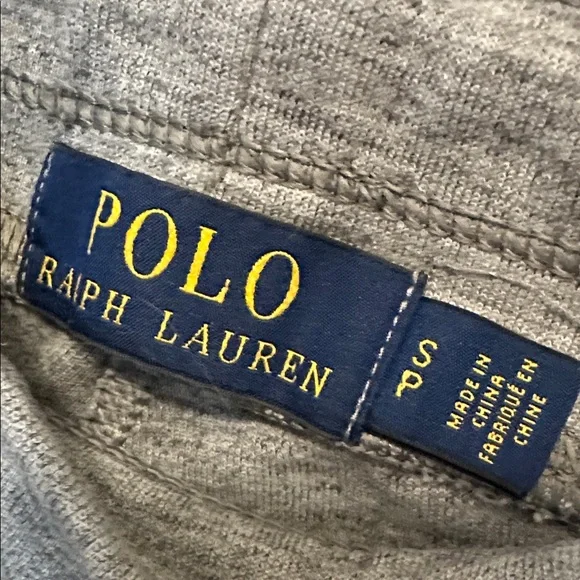 POLO
RALPH LAUREN
S P
MADE IN
CHINA
FABRIQUÉ EN
CHINE